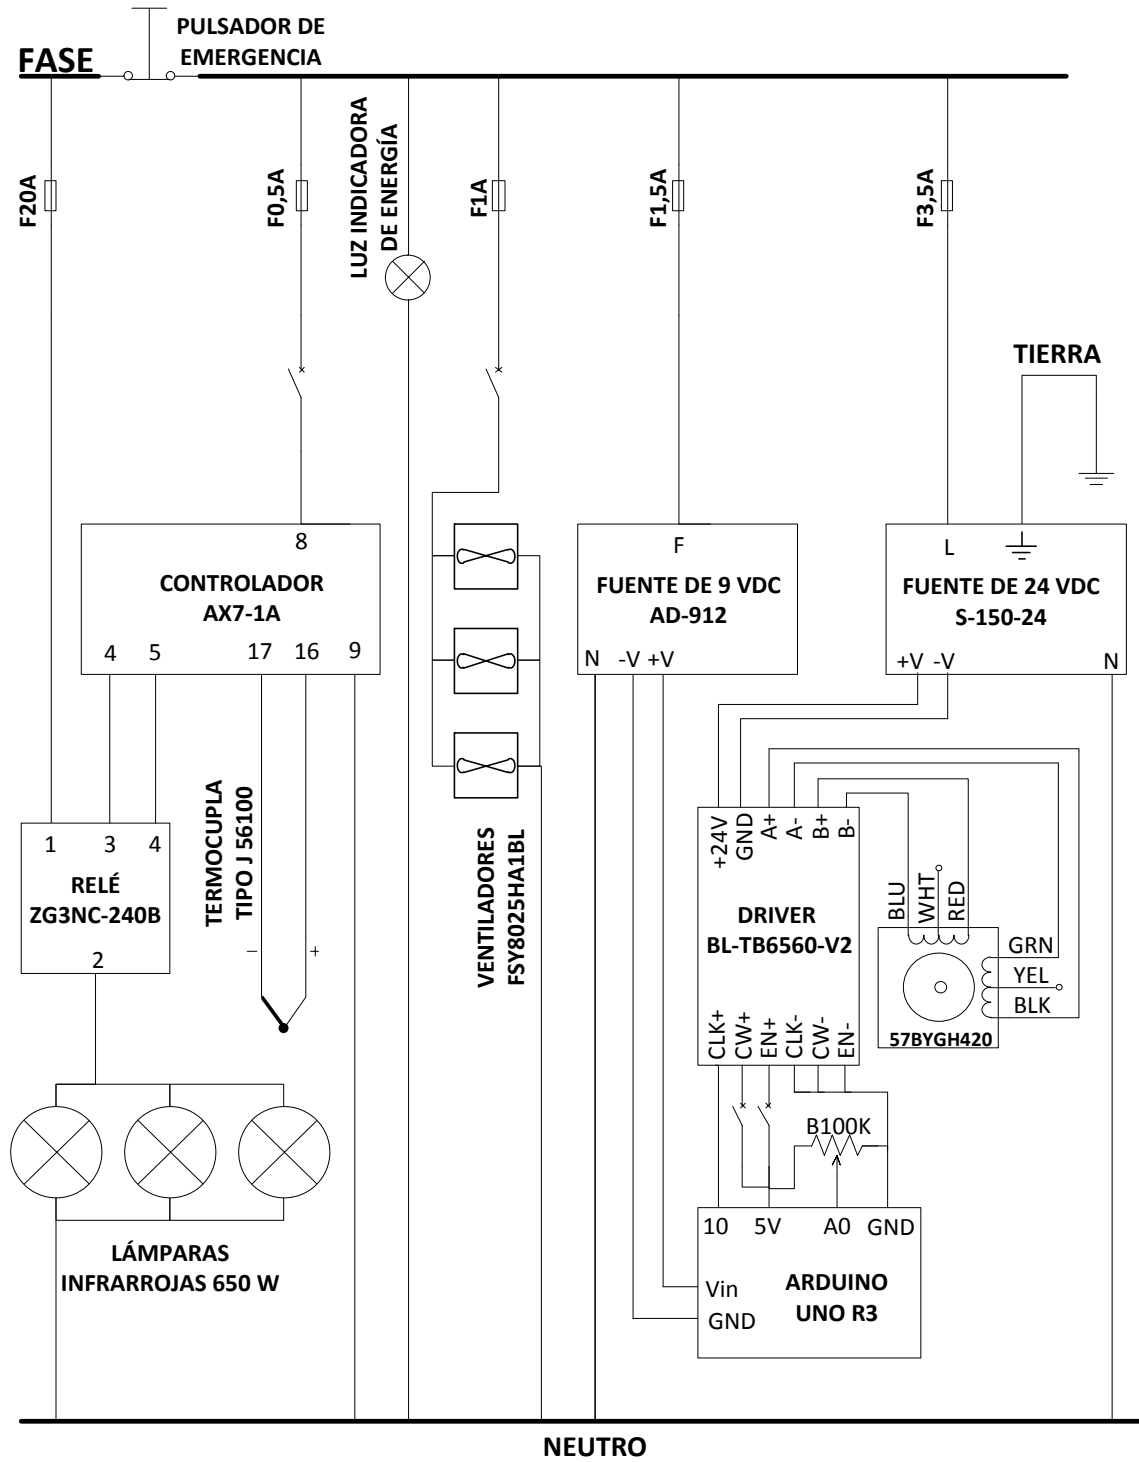 PULSADOR DE
EMERGENCIA
FASE
F20A
F0,5A
LUZ INDICADORA
DE ENERGÍA
F1A
F1,5A
F3,5A
TIERRA
8
CONTROLADOR
AX7-1A
4 5 17 16 9
F
FUENTE DE 9 VDC
AD-912
N -V +V
L
FUENTE DE 24 VDC
S-150-24
+V -V N
1 3 4
RELÉ
ZG3NC-240B
2
TERMOCUPLA
TIPO J 56100
- +
VENTILADORES
FSY8025HA1BL
+24V GND A+ A- B+ B-
DRIVER
BL-TB6560-V2
CLK+ CW+ EN+ CLK- CW- EN-
BLU WHT RED
GRN
YEL
BLK
57BYGH420
B100K
10 5V A0 GND
Vin
GND
ARDUINO
UNO R3
LÁMPARAS
INFRARROJAS 650 W
NEUTRO